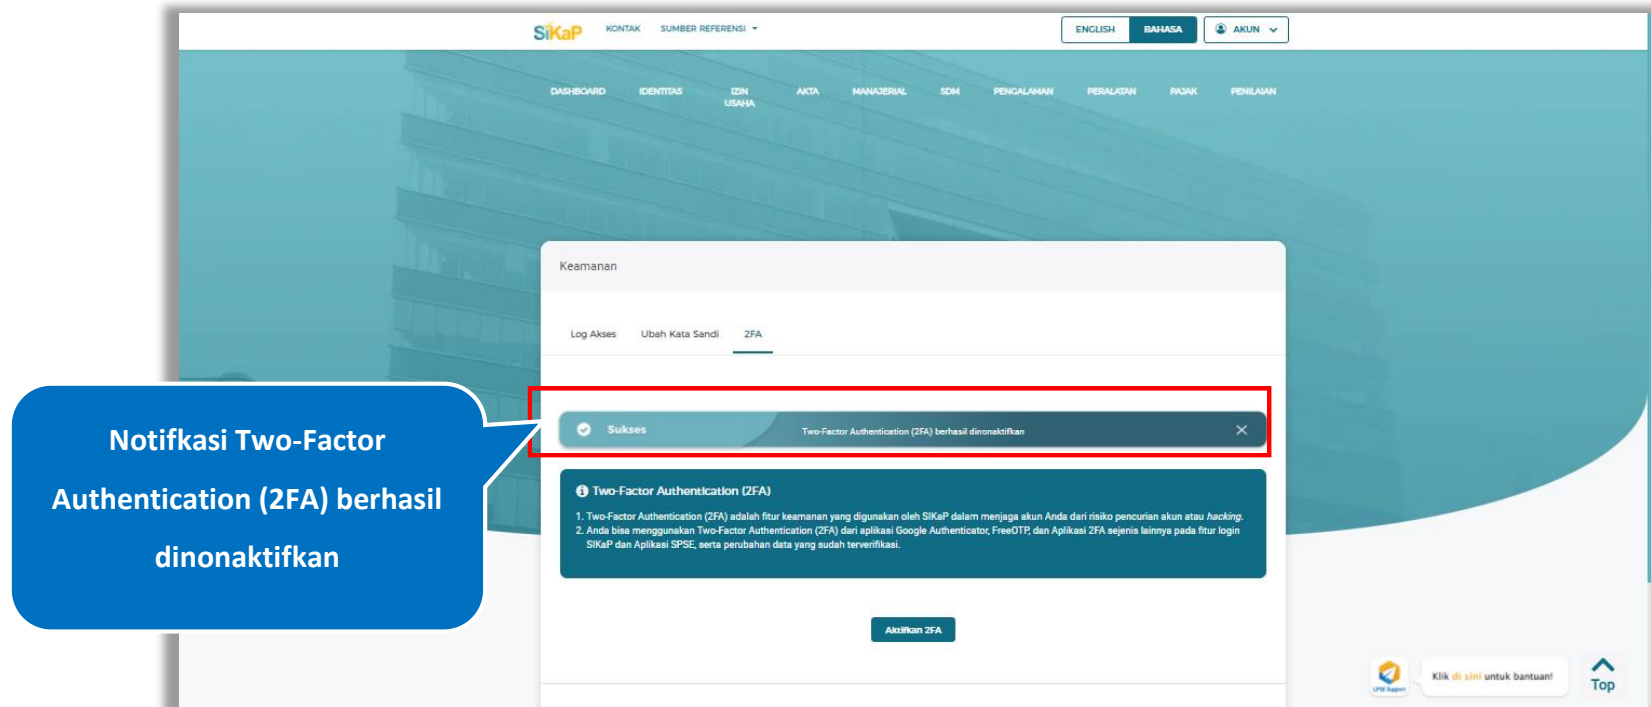 SiKaP KONTAK SUMBER REFERENSI ENGLISH BAHASA AKUN
DASHBOARD IDENTITAS IZIN USAHA AKTA MANAJERIAL SDM PENGALAMAN PERALATAN PAJAK PENILAIAN
Keamanan
Log Akses Ubah Kata Sandi 2FA
Sukses Two-Factor Authentication (2FA) berhasil dinonaktifkan
Notifkasi Two-Factor
Authentication (2FA) berhasil
dinonaktifkan
Two-Factor Authentication (2FA)
1. Two-Factor Authentication (2FA) adalah fitur keamanan yang digunakan oleh SIKaP dalam menjaga akun Anda dari risiko pencurian akun atau hacking.
2. Anda bisa menggunakan Two-Factor Authentication (2FA) dari aplikasi Google Authenticator, FreeOTP, dan Aplikasi 2FA sejenis lainnya pada fitur login
SIKaP dan Aplikasi SPSE, serta perubahan data yang sudah terverifikasi.
Aktifkan 2FA
LPSE Support
Klik di sini untuk bantuan!
Top